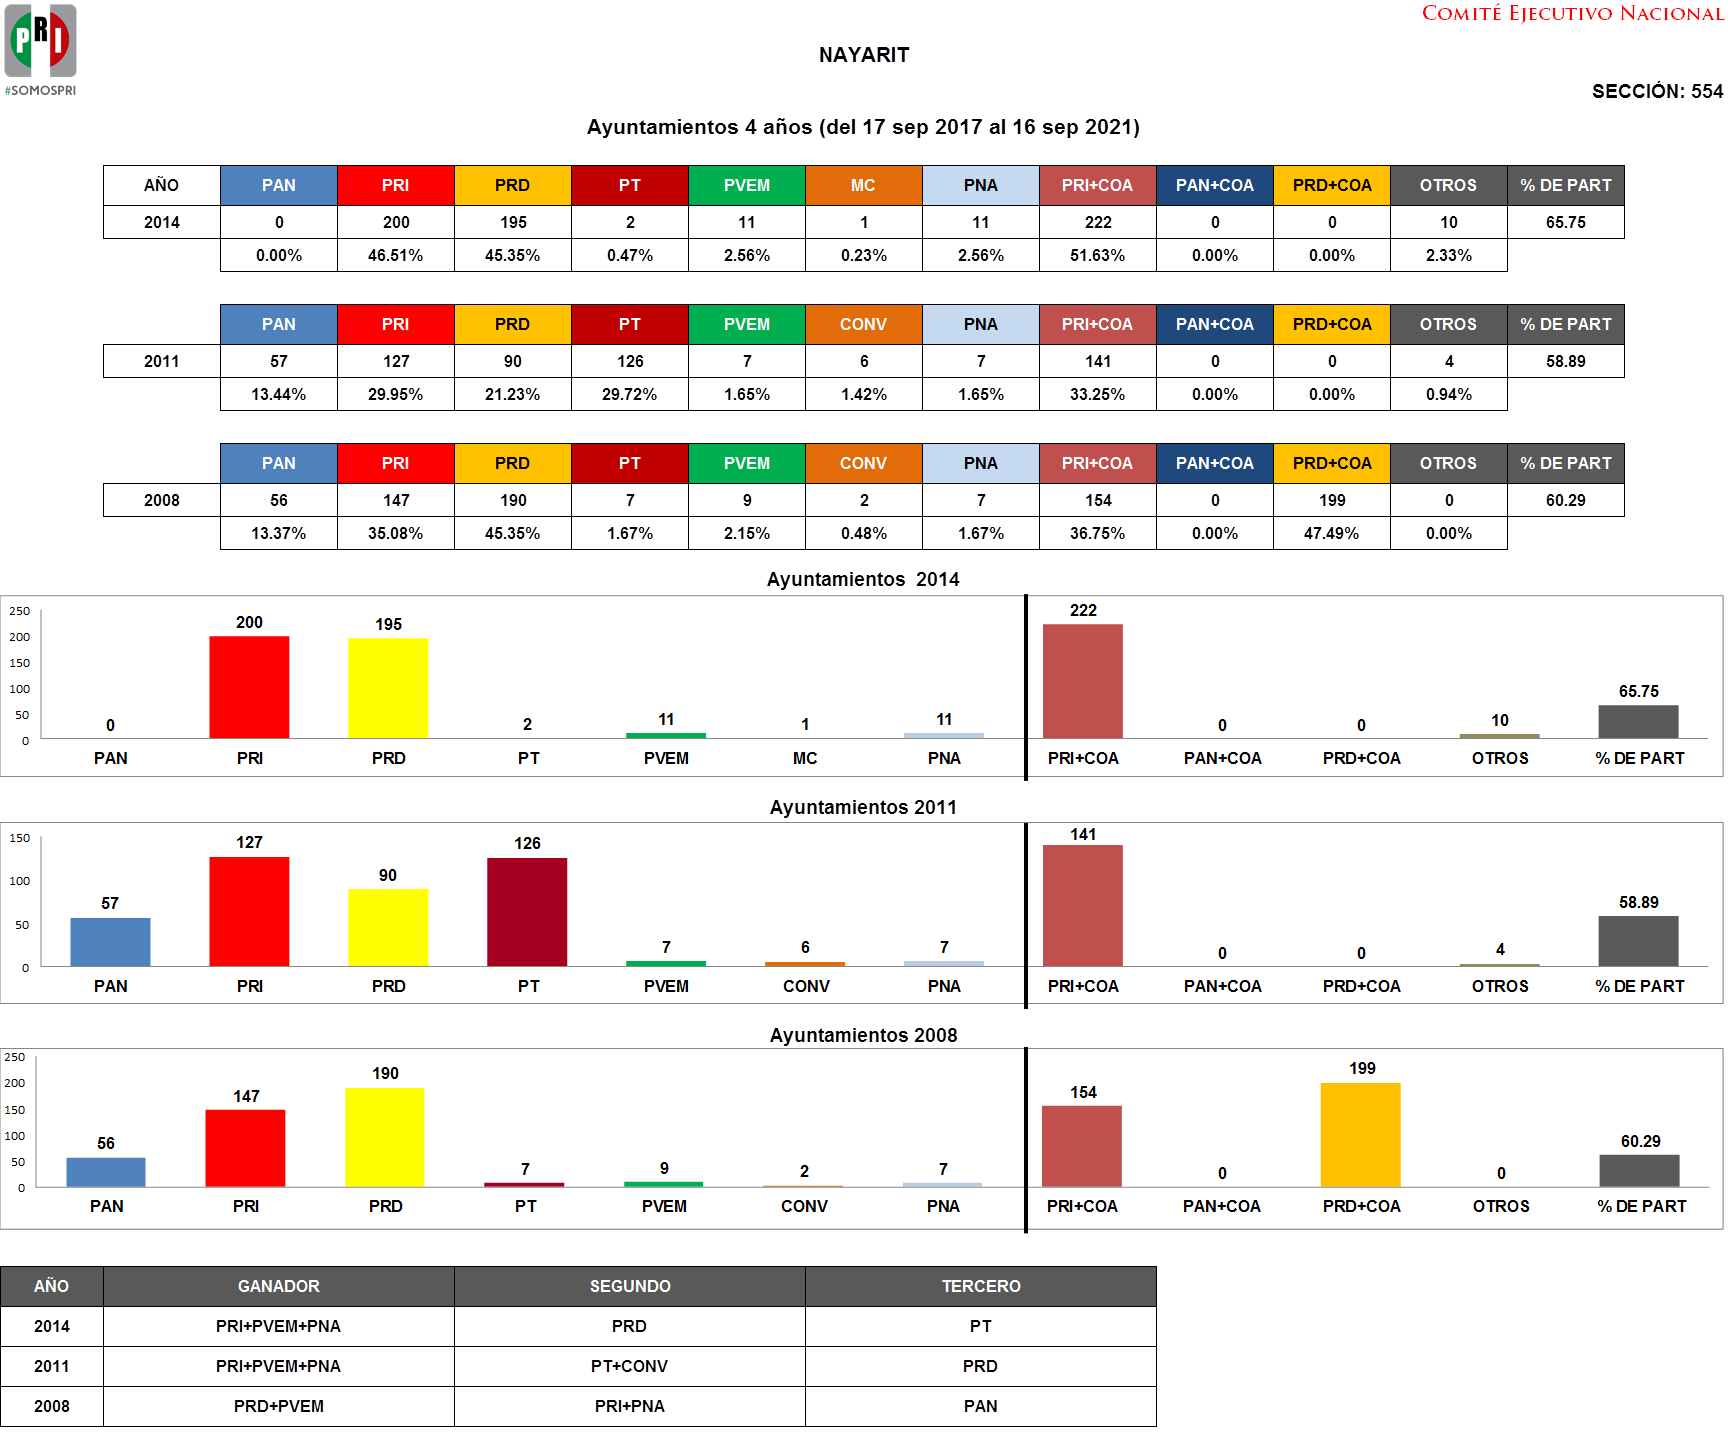 PRI
#SOMOSPRI
COMITÉ EJECUTIVO NACIONAL
NAYARIT
SECCIÓN: 554
Ayuntamientos 4 años (del 17 sep 2017 al 16 sep 2021)
AÑO PAN PRI PRD PT PVEM MC PNA PRI+COA PAN+COA PRD+COA OTROS % DE PART
2014 0 200 195 2 11 1 11 222 0 0 10 65.75
0.00% 46.51% 45.35% 0.47% 2.56% 0.23% 2.56% 51.63% 0.00% 0.00% 2.33%
PAN PRI PRD PT PVEM CONV PNA PRI+COA PAN+COA PRD+COA OTROS % DE PART
2011 57 127 90 126 7 6 7 141 0 0 4 58.89
13.44% 29.95% 21.23% 29.72% 1.65% 1.42% 1.65% 33.25% 0.00% 0.00% 0.94%
PAN PRI PRD PT PVEM CONV PNA PRI+COA PAN+COA PRD+COA OTROS % DE PART
2008 56 147 190 7 9 2 7 154 0 199 0 60.29
13.37% 35.08% 45.35% 1.67% 2.15% 0.48% 1.67% 36.75% 0.00% 47.49% 0.00%
Ayuntamientos 2014
250
200
150
100
50
0
0 200 195 2 11 1 11 222 0 0 10 65.75
PAN PRI PRD PT PVEM MC PNA PRI+COA PAN+COA PRD+COA OTROS % DE PART
Ayuntamientos 2011
150
100
50
0
57 127 90 126 7 6 7 141 0 0 4 58.89
PAN PRI PRD PT PVEM CONV PNA PRI+COA PAN+COA PRD+COA OTROS % DE PART
Ayuntamientos 2008
250
200
150
100
50
0
56 147 190 7 9 2 7 154 0 199 0 60.29
PAN PRI PRD PT PVEM CONV PNA PRI+COA PAN+COA PRD+COA OTROS % DE PART
AÑO GANADOR SEGUNDO TERCERO
2014 PRI+PVEM+PNA PRD PT
2011 PRI+PVEM+PNA PT+CONV PRD
2008 PRD+PVEM PRI+PNA PAN